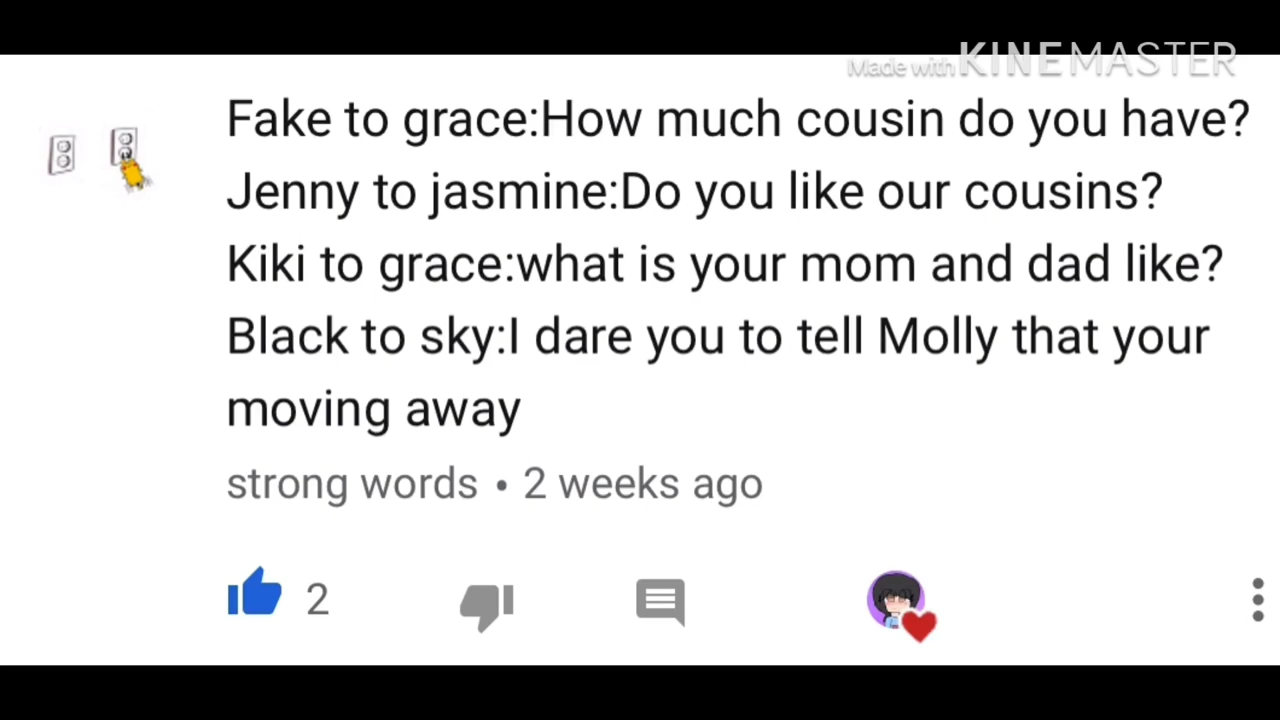 Made with KINEMASTER
Fake to grace:How much cousin do you have?
Jenny to jasmine:Do you like our cousins?
Kiki to grace:what is your mom and dad like?
Black to sky:I dare you to tell Molly that your
moving away
strong words • 2 weeks ago
2